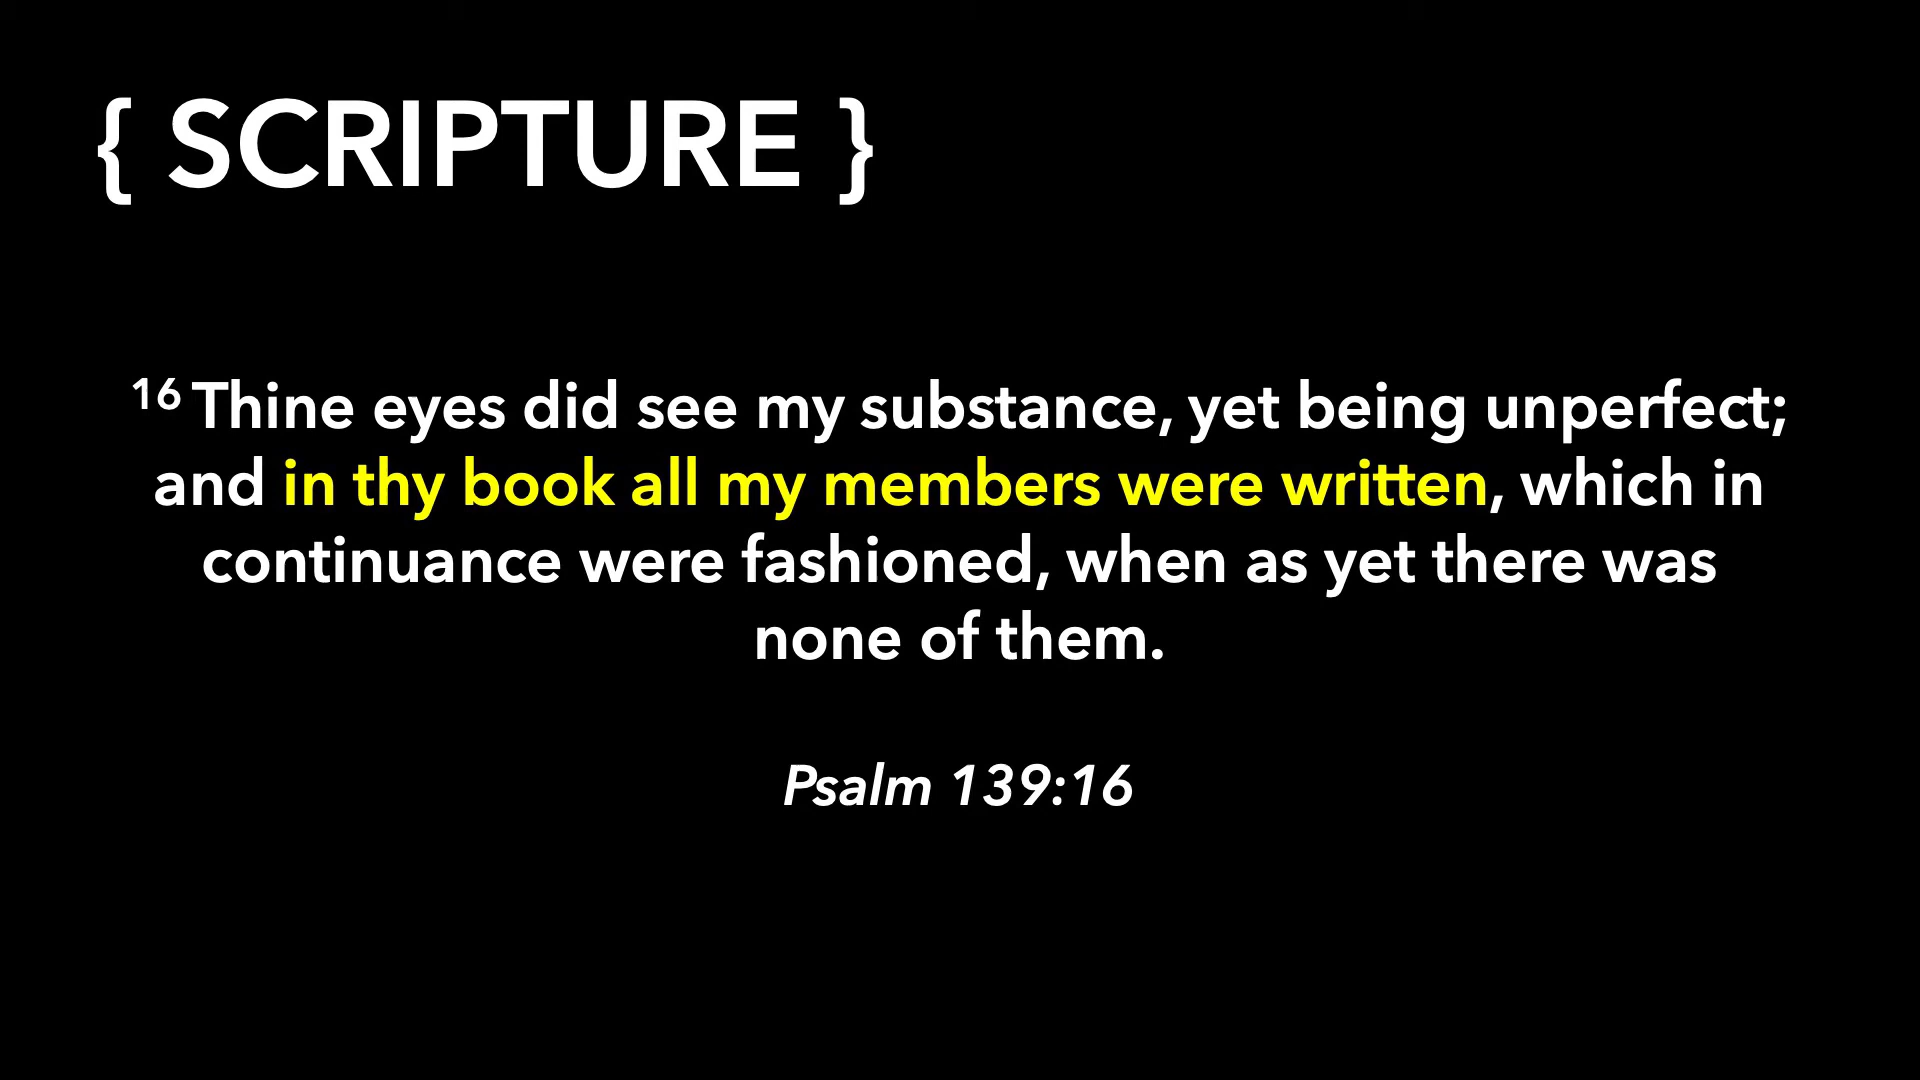 { SCRIPTURE }
16 Thine eyes did see my substance, yet being unperfect;
and in thy book all my members were written, which in
continuance were fashioned, when as yet there was
none of them.
Psalm 139:16